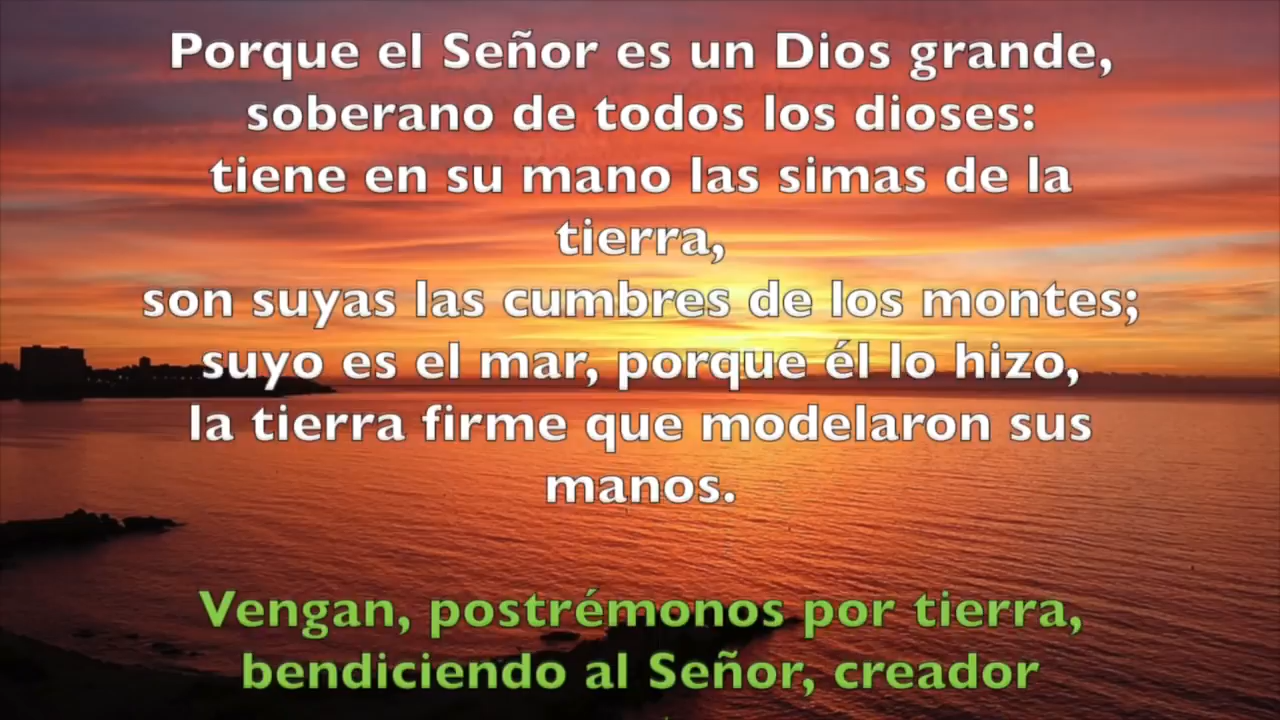 Porque el Señor es un Dios grande,
soberano de todos los dioses:
tiene en su mano las simas de la
tierra,
son suyas las cumbres de los montes;
suyo es el mar, porque él lo hizo,
la tierra firme que modelaron sus
manos.
Vengan, postrémonos por tierra,
bendiciendo al Señor, creador